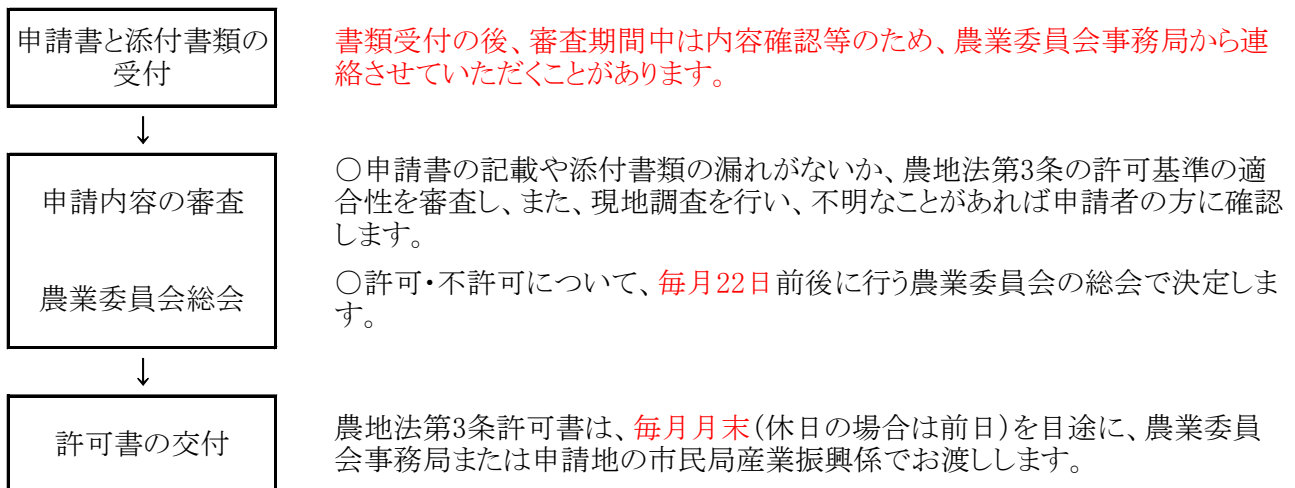 申請書と添付書類の
受付
書類受付の後、審査期間中は内容確認等のため、農業委員会事務局から連
絡させていただくことがあります。
↓
申請内容の審査
○申請書の記載や添付書類の漏れがないか、農地法第3条の許可基準の適
合性を審査し、また、現地調査を行い、不明なことがあれば申請者の方に確認
します。
農業委員会総会
○許可・不許可について、毎月22日前後に行う農業委員会の総会で決定しま
す。
↓
許可書の交付
農地法第3条許可書は、毎月月末(休日の場合は前日)を目途に、農業委員
会事務局または申請地の市民局産業振興係でお渡しします。